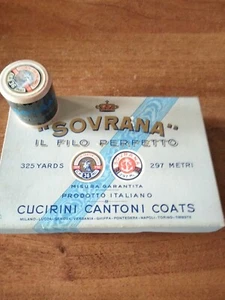 "SOVRANA"
IL FILO PERFETTO
325 YARDS
297 METRI
MISURA GARANTITA
PRODOTTO ITALIANO
CUCIRINI CANTONI COATS